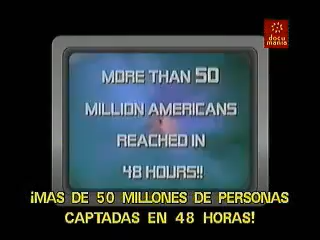 docu
manía
MORE THAN 50
MILLION AMERICANS
REACHED IN
48 HOURS!!
¡MAS DE 50 MILLONES DE PERSONAS
CAPTADAS EN 48 HORAS!